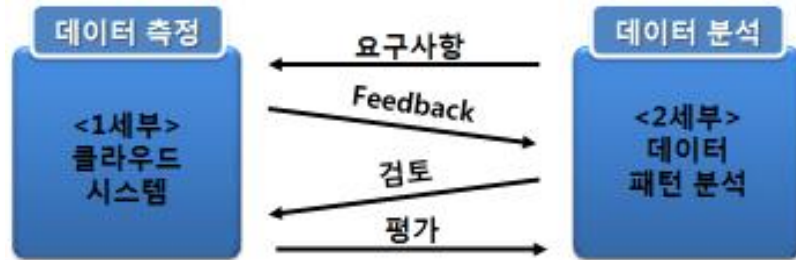 데이터 측정
<1세부>
클라우드
시스템
요구사항
Feedback
검토
평가
데이터 분석
<2세부>
데이터
패턴 분석